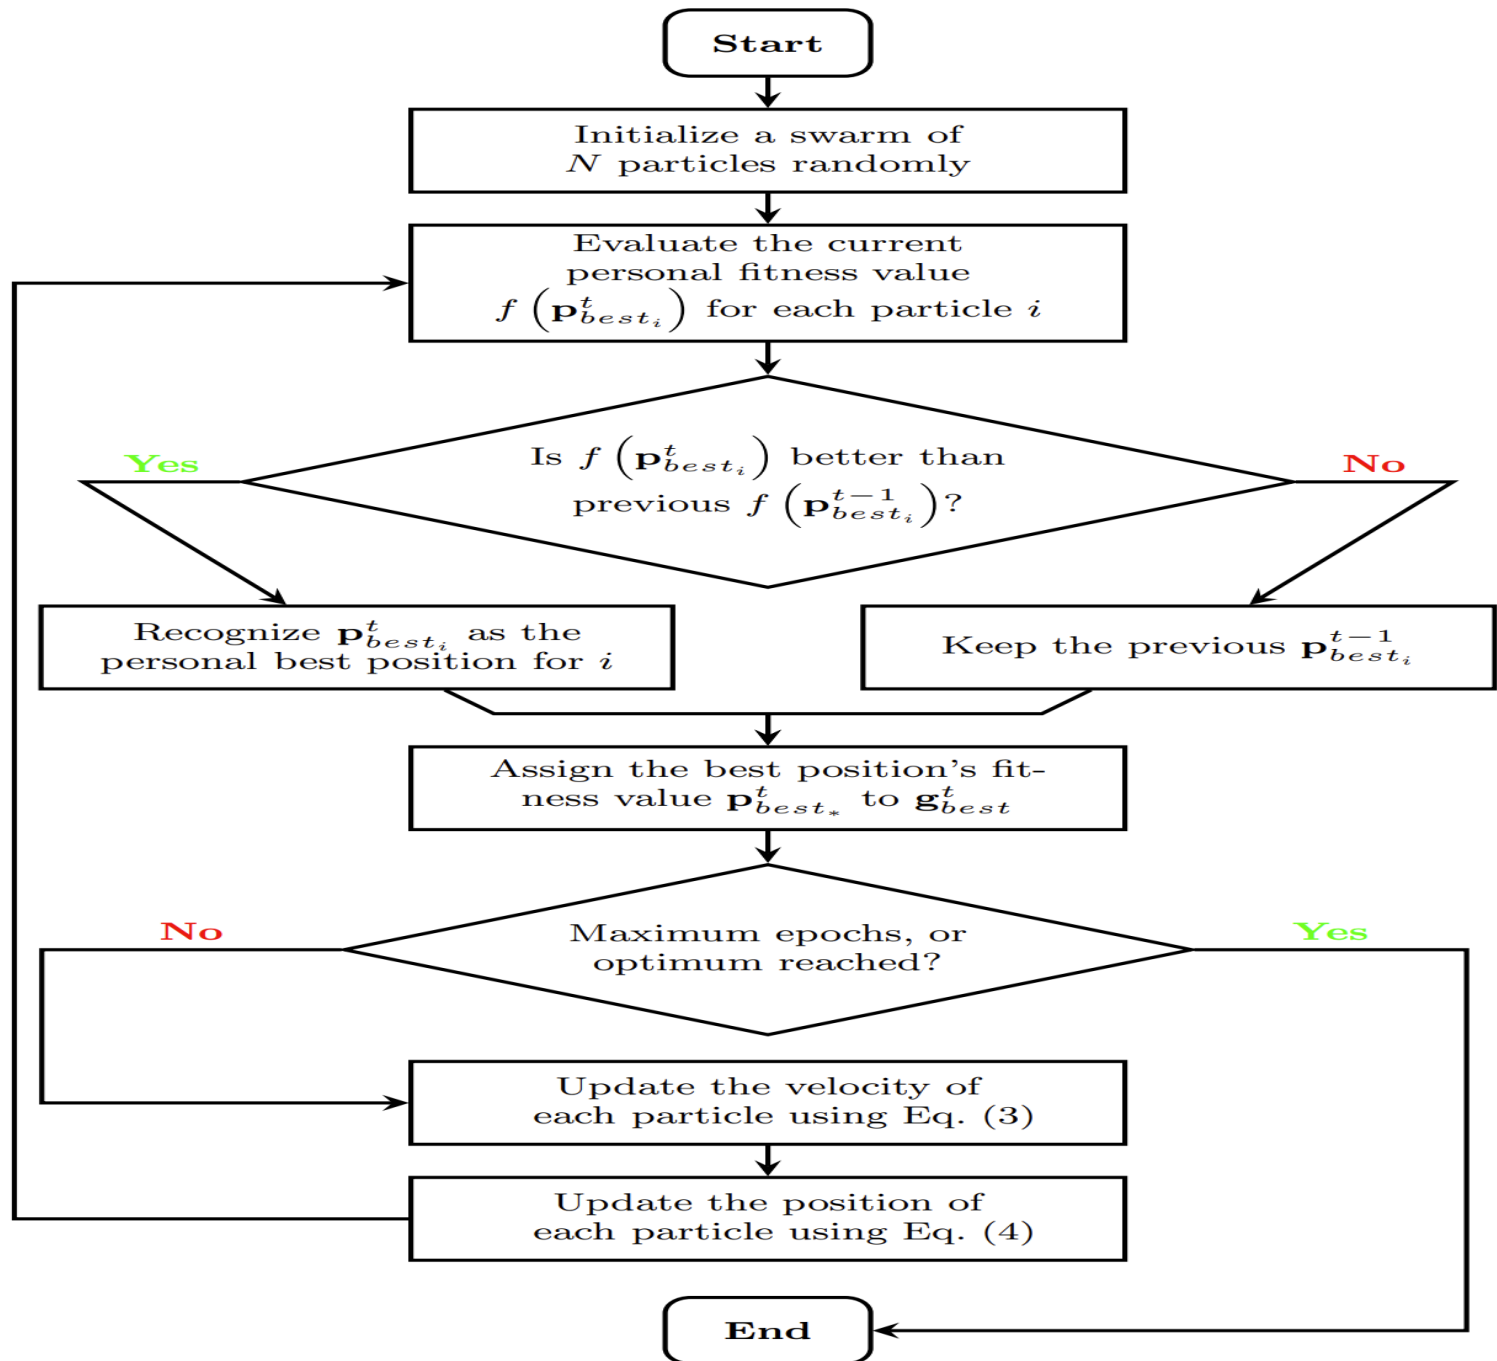 Start
Initialize a swarm of
N particles randomly
Evaluate the current
personal fitness value
f (p^t_{best_i}) for each particle i
Yes
Is f (p^t_{best_i}) better than
previous f (p^{t−1}_{best_i})?
No
Recognize p^t_{best_i} as the
personal best position for i
Keep the previous p^{t−1}_{best_i}
Assign the best position's fit-
ness value p^t_{best_*} to g^t_{best}
No
Maximum epochs, or
optimum reached?
Yes
Update the velocity of
each particle using Eq. (3)
Update the position of
each particle using Eq. (4)
End